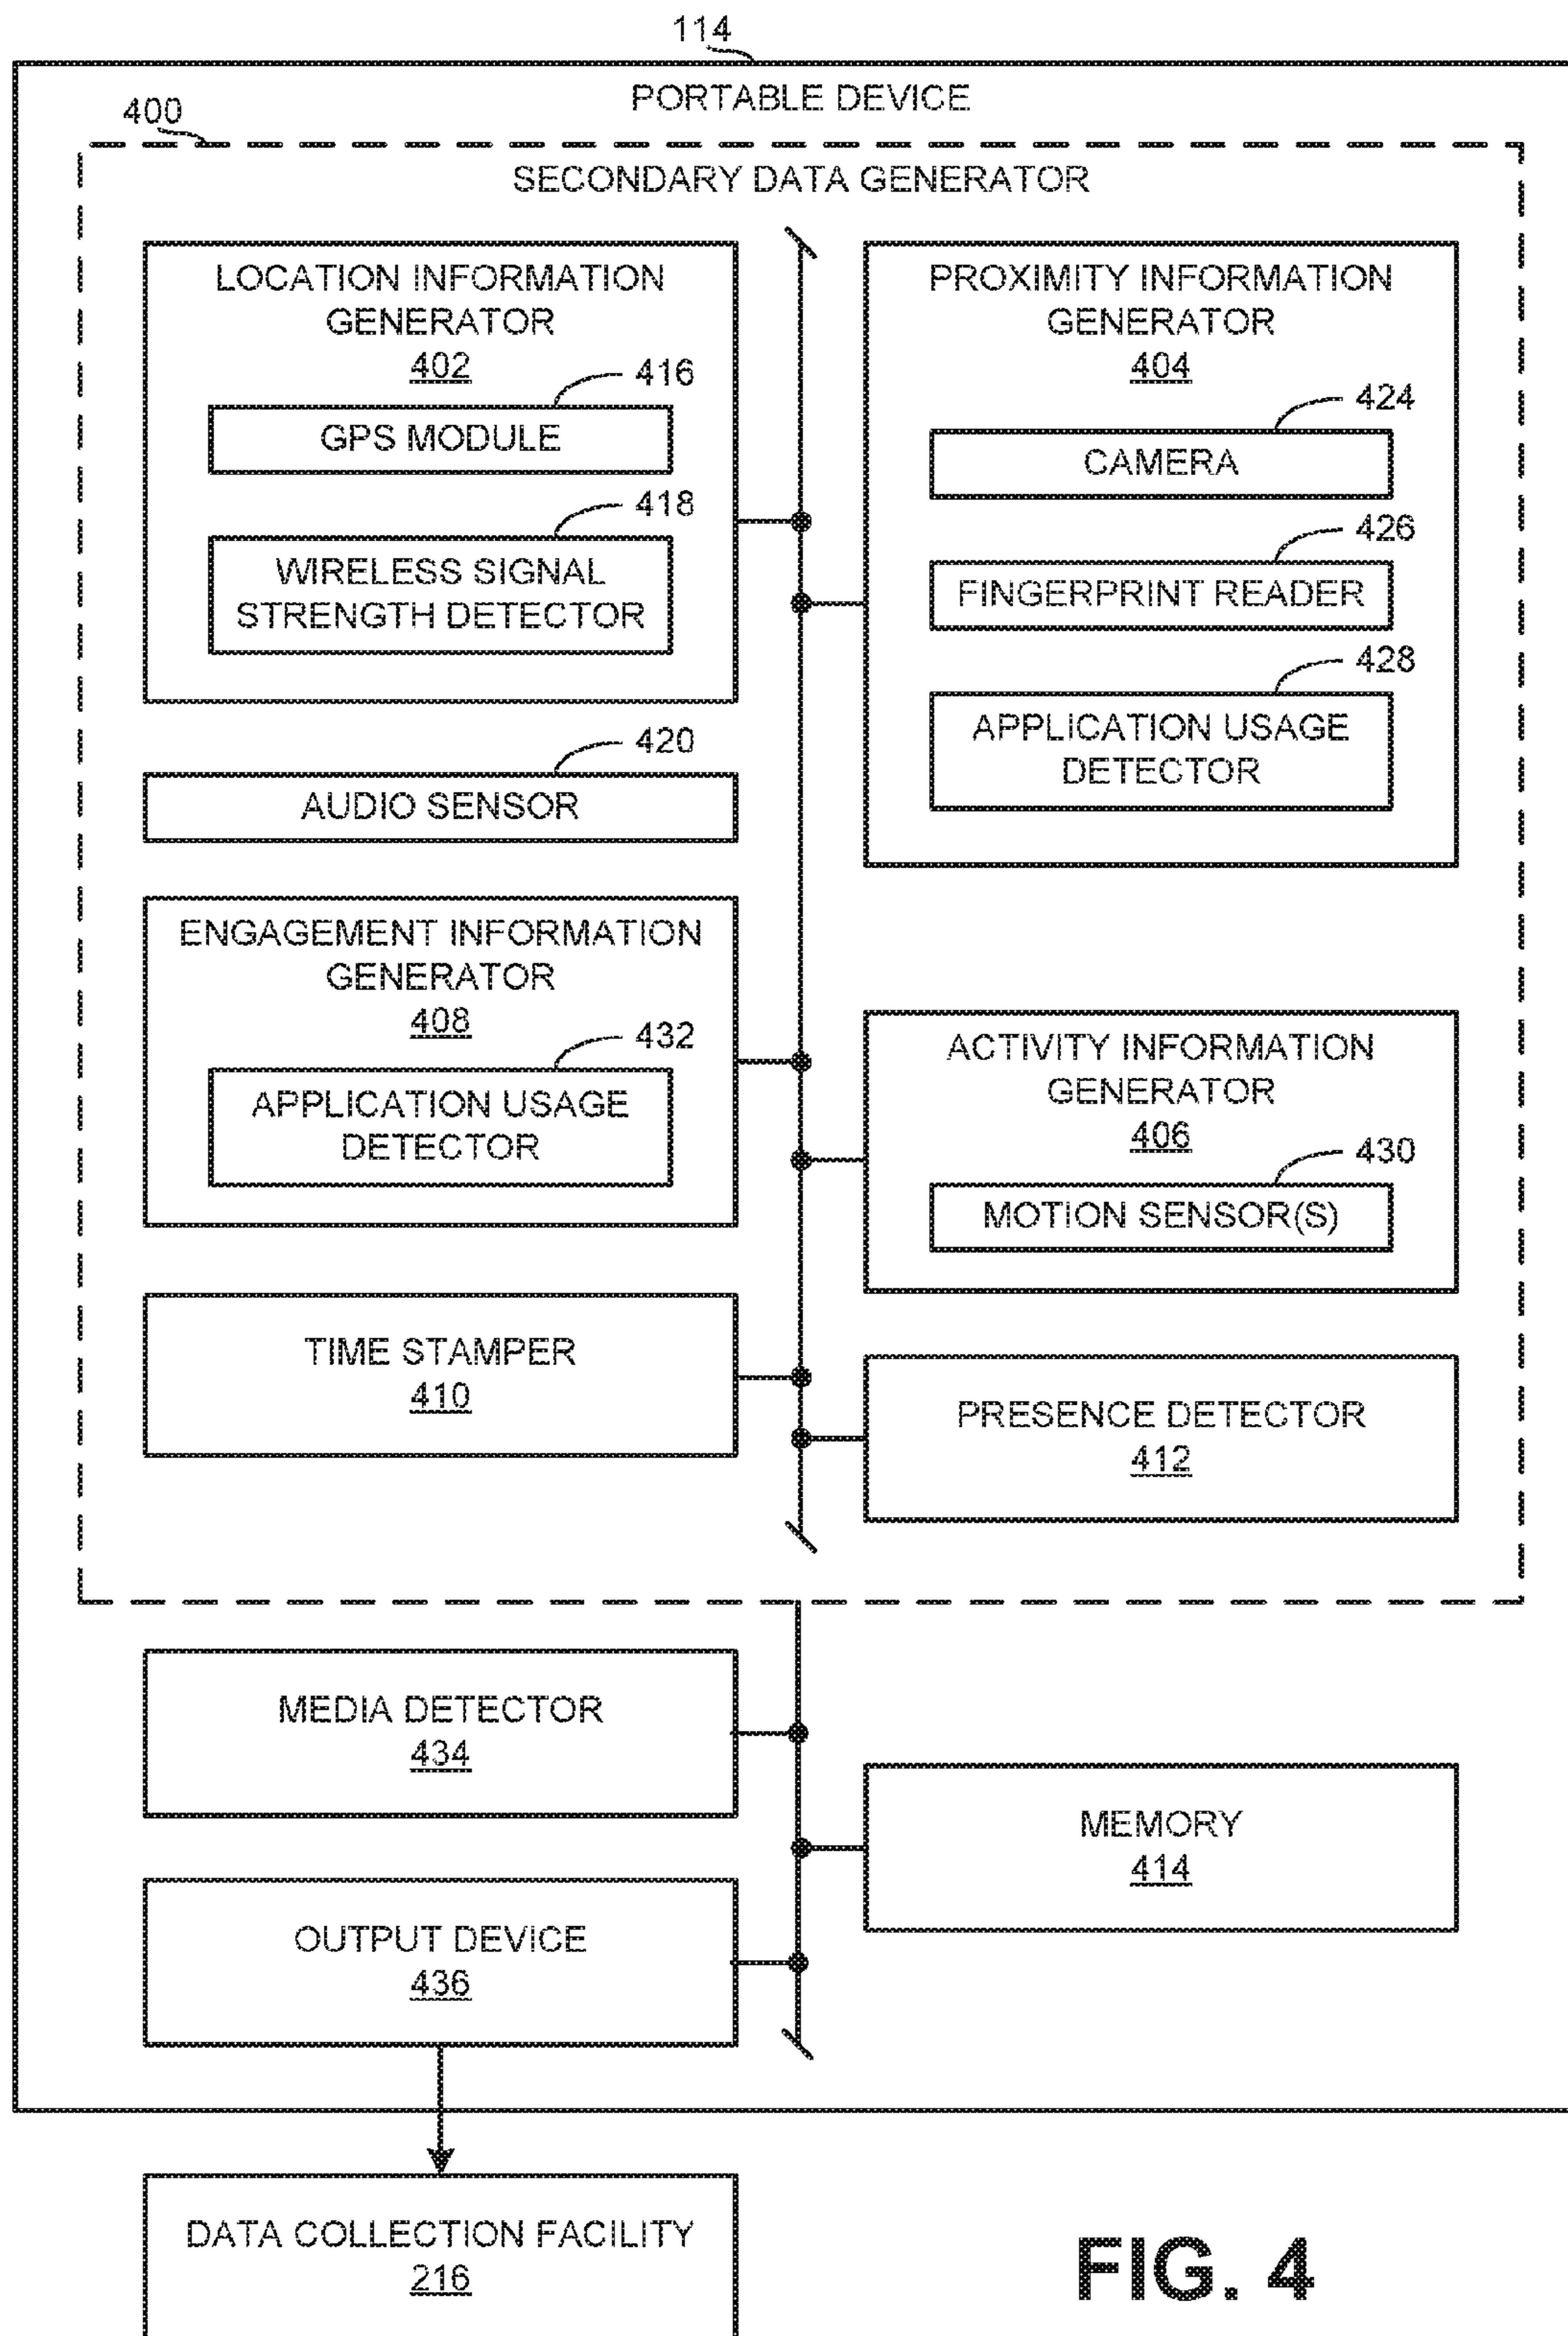 114
PORTABLE DEVICE
400
SECONDARY DATA GENERATOR
LOCATION INFORMATION
GENERATOR
402
416
GPS MODULE
418
WIRELESS SIGNAL
STRENGTH DETECTOR
PROXIMITY INFORMATION
GENERATOR
404
424
CAMERA
426
FINGERPRINT READER
428
APPLICATION USAGE
DETECTOR
420
AUDIO SENSOR
ENGAGEMENT INFORMATION
GENERATOR
408
432
APPLICATION USAGE
DETECTOR
ACTIVITY INFORMATION
GENERATOR
406
430
MOTION SENSOR(S)
TIME STAMPER
410
PRESENCE DETECTOR
412
MEDIA DETECTOR
434
MEMORY
414
OUTPUT DEVICE
436
DATA COLLECTION FACILITY
216
FIG. 4